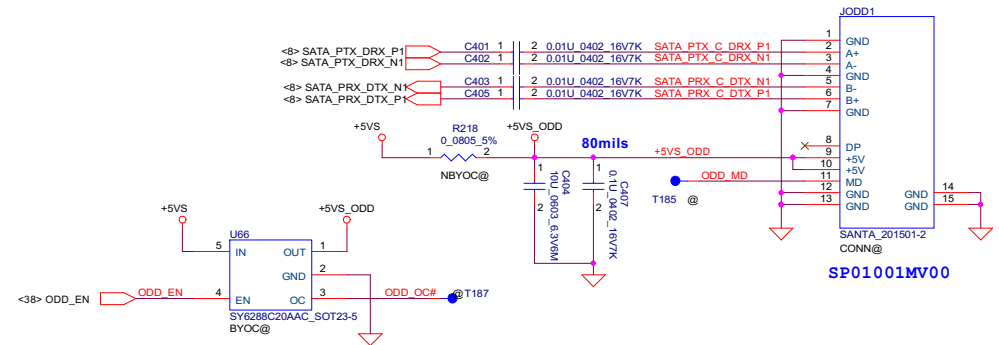 JODD1
1 GND
<8> SATA_PTX_DRX_P1 C401 1 2 0.01U_0402_16V7K SATA_PTX_C_DRX_P1 2 A+
<8> SATA_PTX_DRX_N1 C402 1 2 0.01U_0402_16V7K SATA_PTX_C_DRX_N1 3 A-
4 GND
<8> SATA_PRX_DTX_N1 C403 1 2 0.01U_0402_16V7K SATA_PRX_C_DTX_N1 5 B-
<8> SATA_PRX_DTX_P1 C405 1 2 0.01U_0402_16V7K SATA_PRX_C_DTX_P1 6 B+
7 GND
+5VS R218 +5VS_ODD
0_0805_5% 80mils 8 DP
1 2 +5VS_ODD 9 +5V
10 +5V
NBYOC@
1 2 C404 10U_0603_6.3V6M
1 2 C407 0.1U_0402_16V7K
T185 @ ODD_MD 11 MD
12 GND GND 14
13 GND GND 15
SANTA_201501-2
CONN@
SP01001MV00
+5VS +5VS_ODD
U66
5 IN OUT 1
GND 2
<38> ODD_EN ODD_EN 4 EN OC 3 ODD_OC# @T187
SY6288C20AAC_SOT23-5
BYOC@